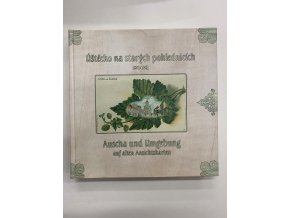 Úštěcko na starých pohlednicích
Auscha und Umgebung
auf alten Ansichtskarten